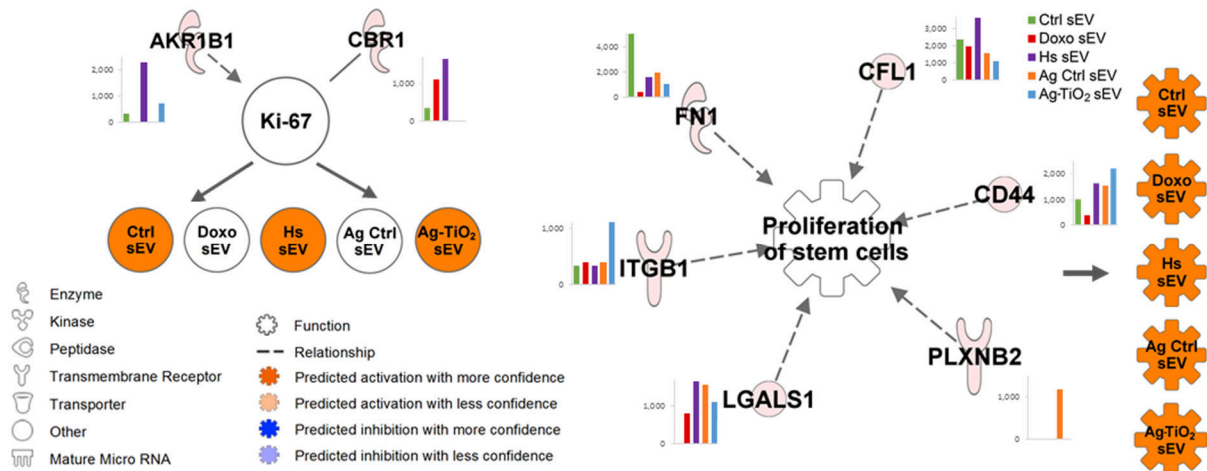 AKR1B1
CBR1
2,000
1,000
0
2,000
1,000
0
Ki-67
Ctrl
sEV
Doxo
sEV
Hs
sEV
Ag Ctrl
sEV
Ag-TiO₂
sEV
Enzyme
Kinase
Peptidase
Transmembrane Receptor
Transporter
Other
Mature Micro RNA
Function
Relationship
Predicted activation with more confidence
Predicted activation with less confidence
Predicted inhibition with more confidence
Predicted inhibition with less confidence
4,000
2,000
0
FN1
3,000
2,000
1,000
0
CFL1
Ctrl sEV
Doxo sEV
Hs sEV
Ag Ctrl sEV
Ag-TiO₂ sEV
2,000
1,000
0
CD44
1,000
0
ITGB1
Proliferation
of stem cells
1,000
0
LGALS1
PLXNB2
1,000
0
Ctrl
sEV
Doxo
sEV
Hs
sEV
Ag Ctrl
sEV
Ag-TiO₂
sEV